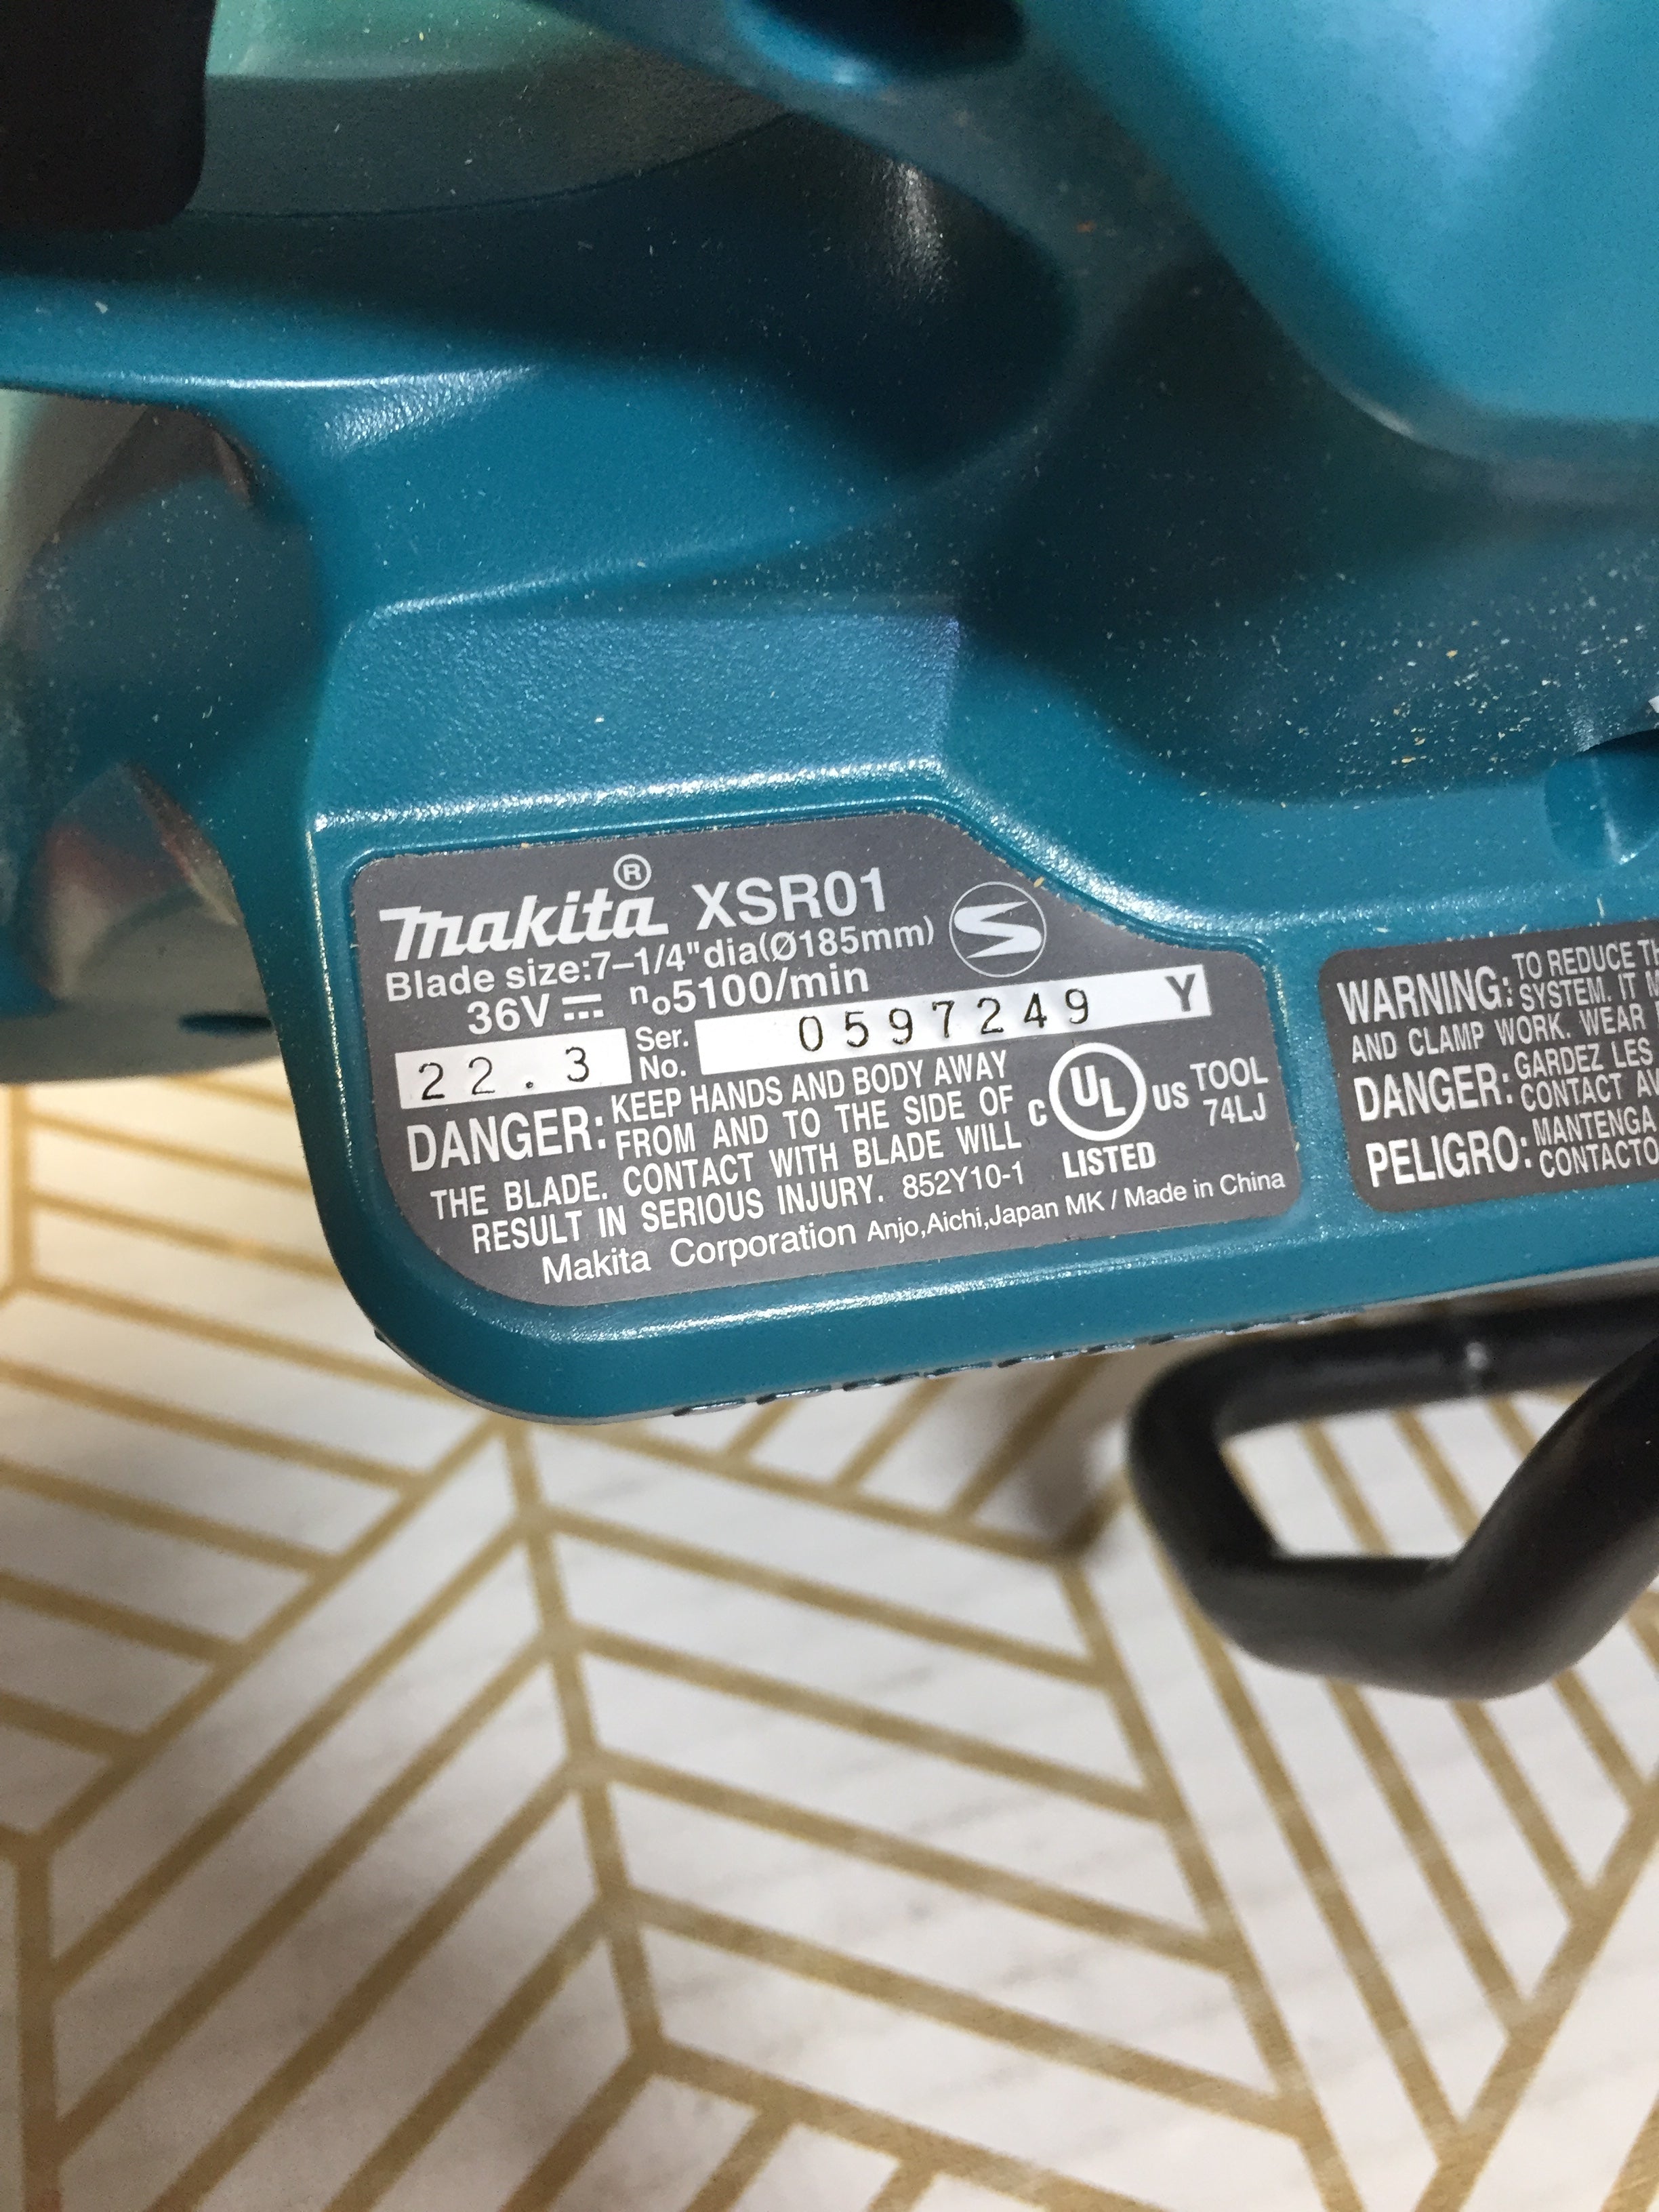 makita® XSR01
Blade size:7–1/4"dia(Ø185mm)
36V⎓ n₀5100/min
22.3 Ser. No. 0597249 Y
DANGER: KEEP HANDS AND BODY AWAY
FROM AND TO THE SIDE OF
THE BLADE. CONTACT WITH BLADE WILL
RESULT IN SERIOUS INJURY. 852Y10-1
C UL US TOOL
74LJ
LISTED
Makita Corporation Anjo,Aichi,Japan MK / Made in China
WARNING: TO REDUCE
SYSTEM. IT
AND CLAMP WORK. WEAR
DANGER: GARDEZ LES
CONTACT
PELIGRO: MANTENGA
CONTACTO